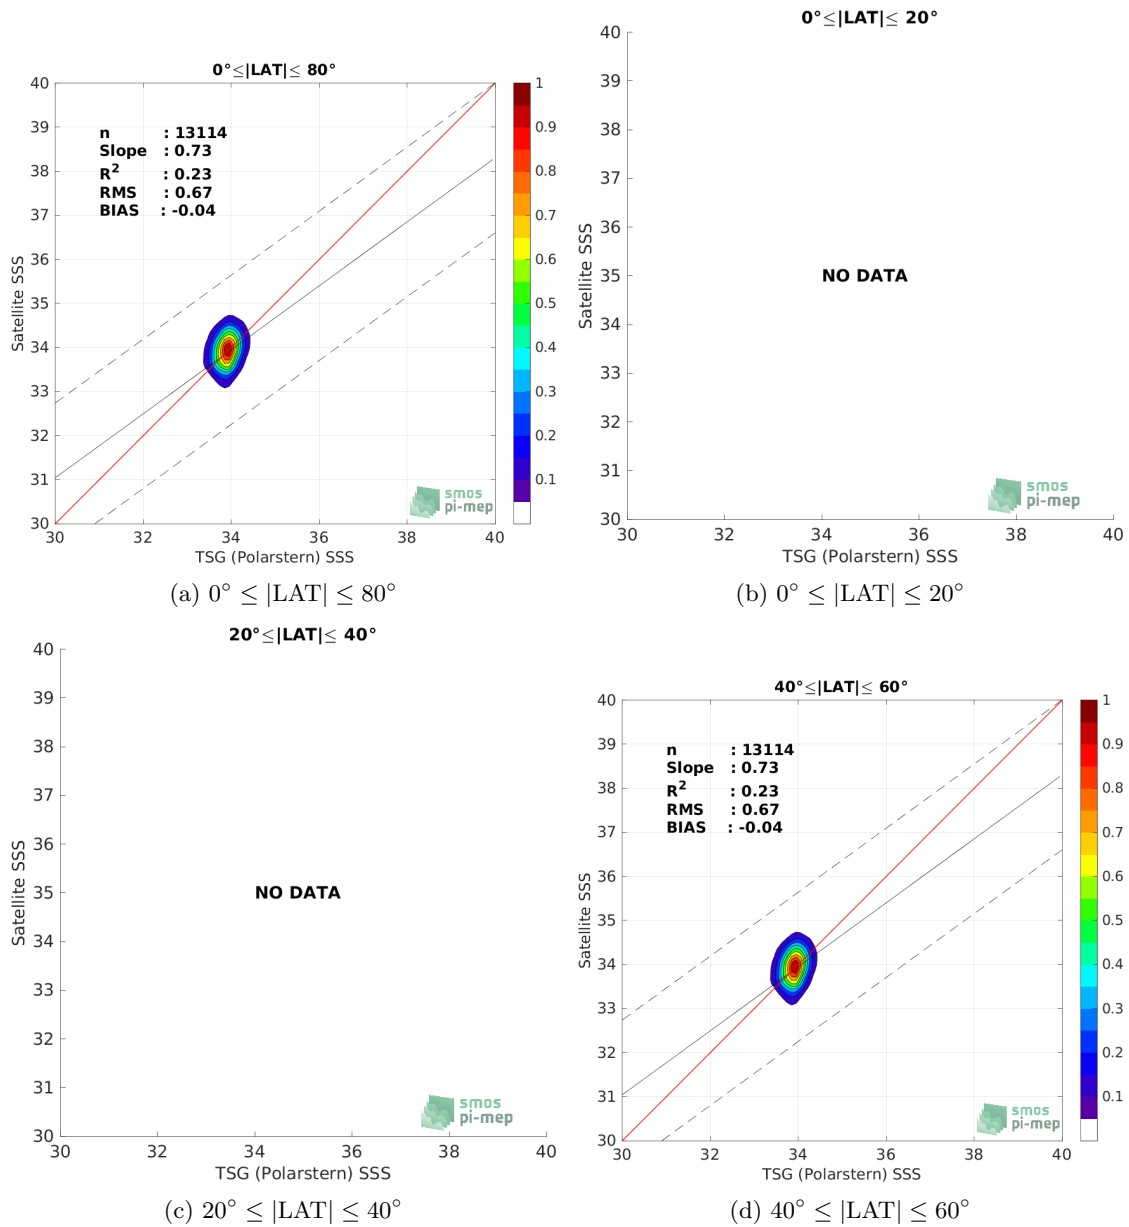 0°≤|LAT|≤ 80°
40
39
38
37
36
35
34
33
32
31
30
Satellite SSS
n : 13114
Slope : 0.73
R² : 0.23
RMS : 0.67
BIAS : -0.04
smos
pi-mep
30 32 34 36 38 40
TSG (Polarstern) SSS
1
0.9
0.8
0.7
0.6
0.5
0.4
0.3
0.2
0.1
(a) 0° ≤ |LAT| ≤ 80°
0°≤|LAT|≤ 20°
40
39
38
37
36
35
34
33
32
31
30
Satellite SSS
NO DATA
smos
pi-mep
30 32 34 36 38 40
TSG (Polarstern) SSS
(b) 0° ≤ |LAT| ≤ 20°
20°≤|LAT|≤ 40°
40
39
38
37
36
35
34
33
32
31
30
Satellite SSS
NO DATA
smos
pi-mep
30 32 34 36 38 40
TSG (Polarstern) SSS
(c) 20° ≤ |LAT| ≤ 40°
40°≤|LAT|≤ 60°
40
39
38
37
36
35
34
33
32
31
30
Satellite SSS
n : 13114
Slope : 0.73
R² : 0.23
RMS : 0.67
BIAS : -0.04
smos
pi-mep
30 32 34 36 38 40
TSG (Polarstern) SSS
1
0.9
0.8
0.7
0.6
0.5
0.4
0.3
0.2
0.1
(d) 40° ≤ |LAT| ≤ 60°